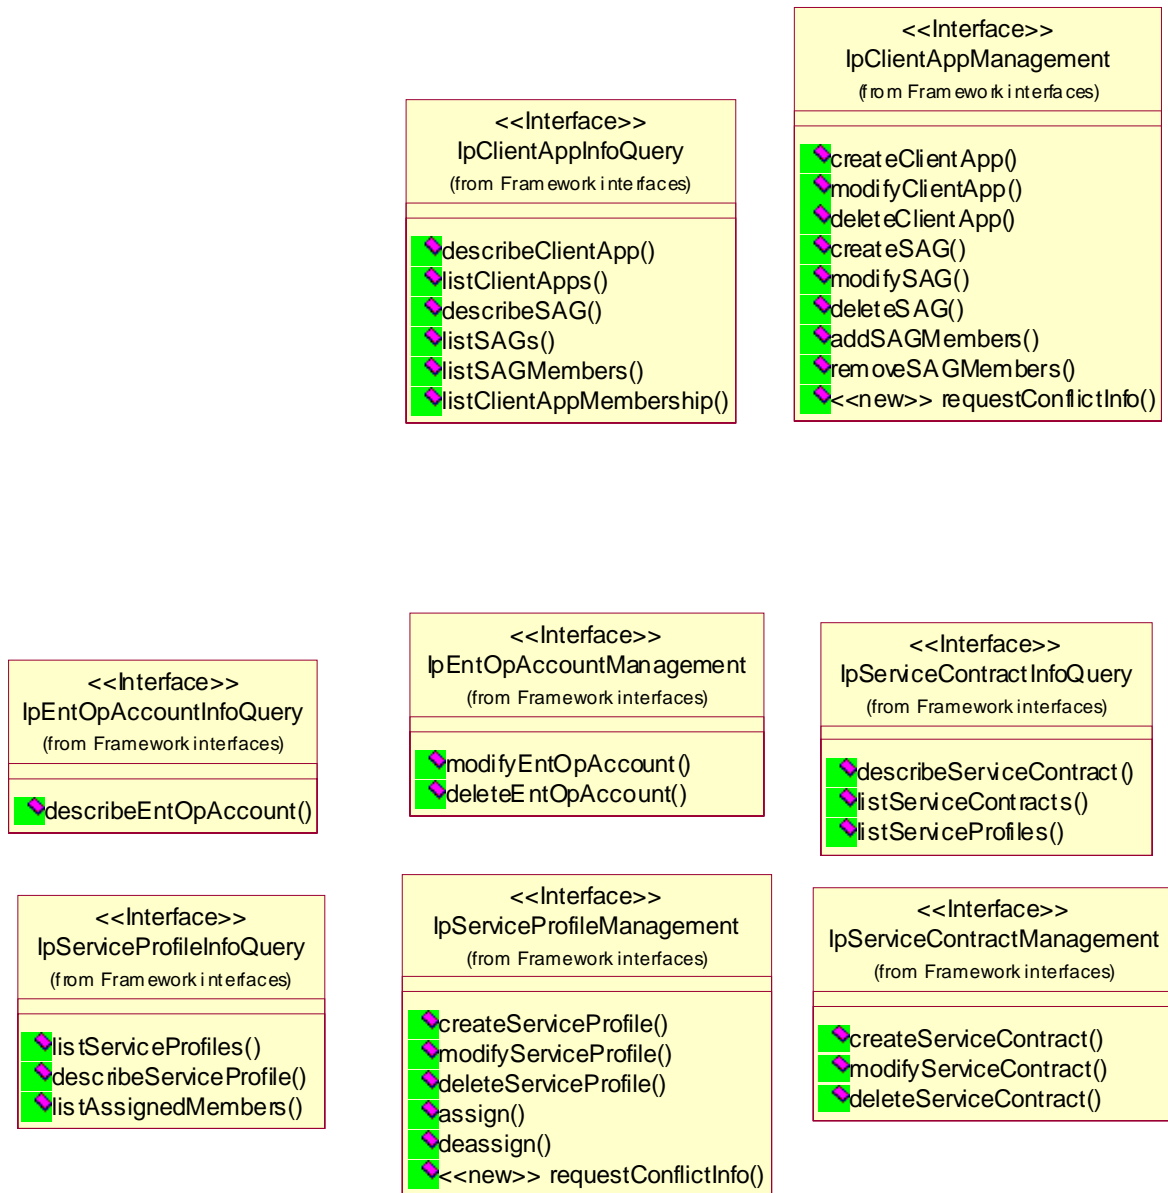 <<Interface>>
IpClientAppInfoQuery
(from Framework interfaces)
describeClientApp()
listClientApps()
describeSAG()
listSAGs()
listSAGMembers()
listClientAppMembership()
<<Interface>>
IpClientAppManagement
(from Framework interfaces)
createClientApp()
modifyClientApp()
deleteClientApp()
createSAG()
modifySAG()
deleteSAG()
addSAGMembers()
removeSAGMembers()
<<new>> requestConflictInfo()
<<Interface>>
IpEntOpAccountInfoQuery
(from Framework interfaces)
describeEntOpAccount()
<<Interface>>
IpEntOpAccountManagement
(from Framework interfaces)
modifyEntOpAccount()
deleteEntOpAccount()
<<Interface>>
IpServiceContractInfoQuery
(from Framework interfaces)
describeServiceContract()
listServiceContracts()
listServiceProfiles()
<<Interface>>
IpServiceProfileInfoQuery
(from Framework interfaces)
listServiceProfiles()
describeServiceProfile()
listAssignedMembers()
<<Interface>>
IpServiceProfileManagement
(from Framework interfaces)
createServiceProfile()
modifyServiceProfile()
deleteServiceProfile()
assign()
deassign()
<<new>> requestConflictInfo()
<<Interface>>
IpServiceContractManagement
(from Framework interfaces)
createServiceContract()
modifyServiceContract()
deleteServiceContract()